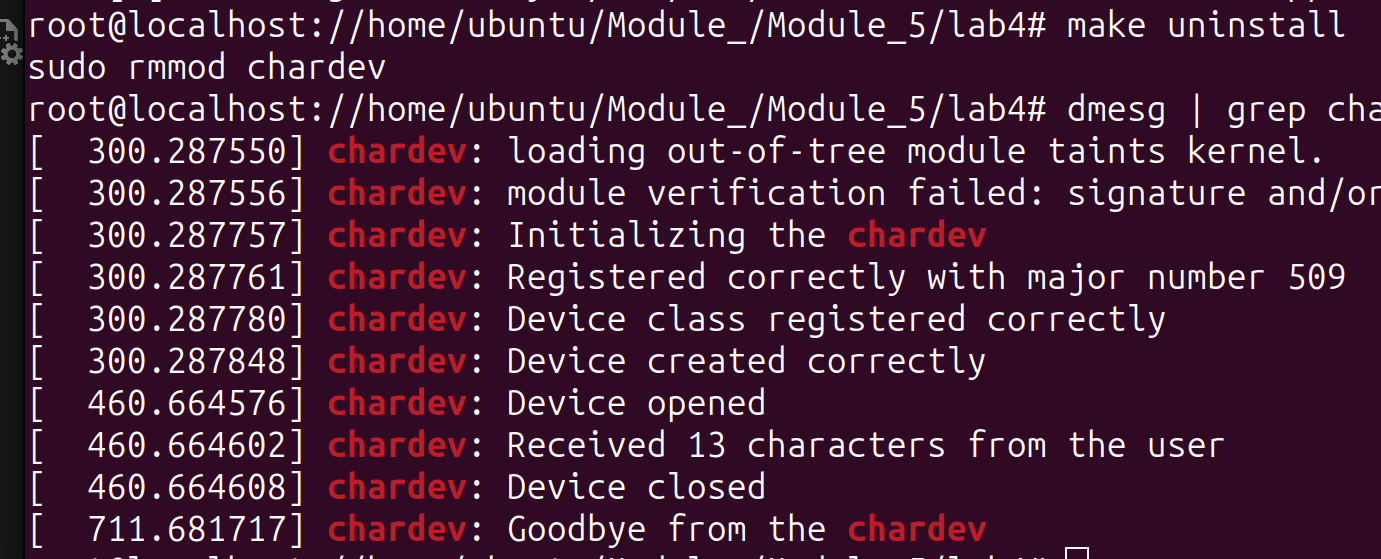 root@localhost://home/ubuntu/Module_/Module_5/lab4# make uninstall
sudo rmmod chardev
root@localhost://home/ubuntu/Module_/Module_5/lab4# dmesg | grep cha
[  300.287550] chardev: loading out-of-tree module taints kernel.
[  300.287556] chardev: module verification failed: signature and/or
[  300.287757] chardev: Initializing the chardev
[  300.287761] chardev: Registered correctly with major number 509
[  300.287780] chardev: Device class registered correctly
[  300.287848] chardev: Device created correctly
[  460.664576] chardev: Device opened
[  460.664602] chardev: Received 13 characters from the user
[  460.664608] chardev: Device closed
[  711.681717] chardev: Goodbye from the chardev